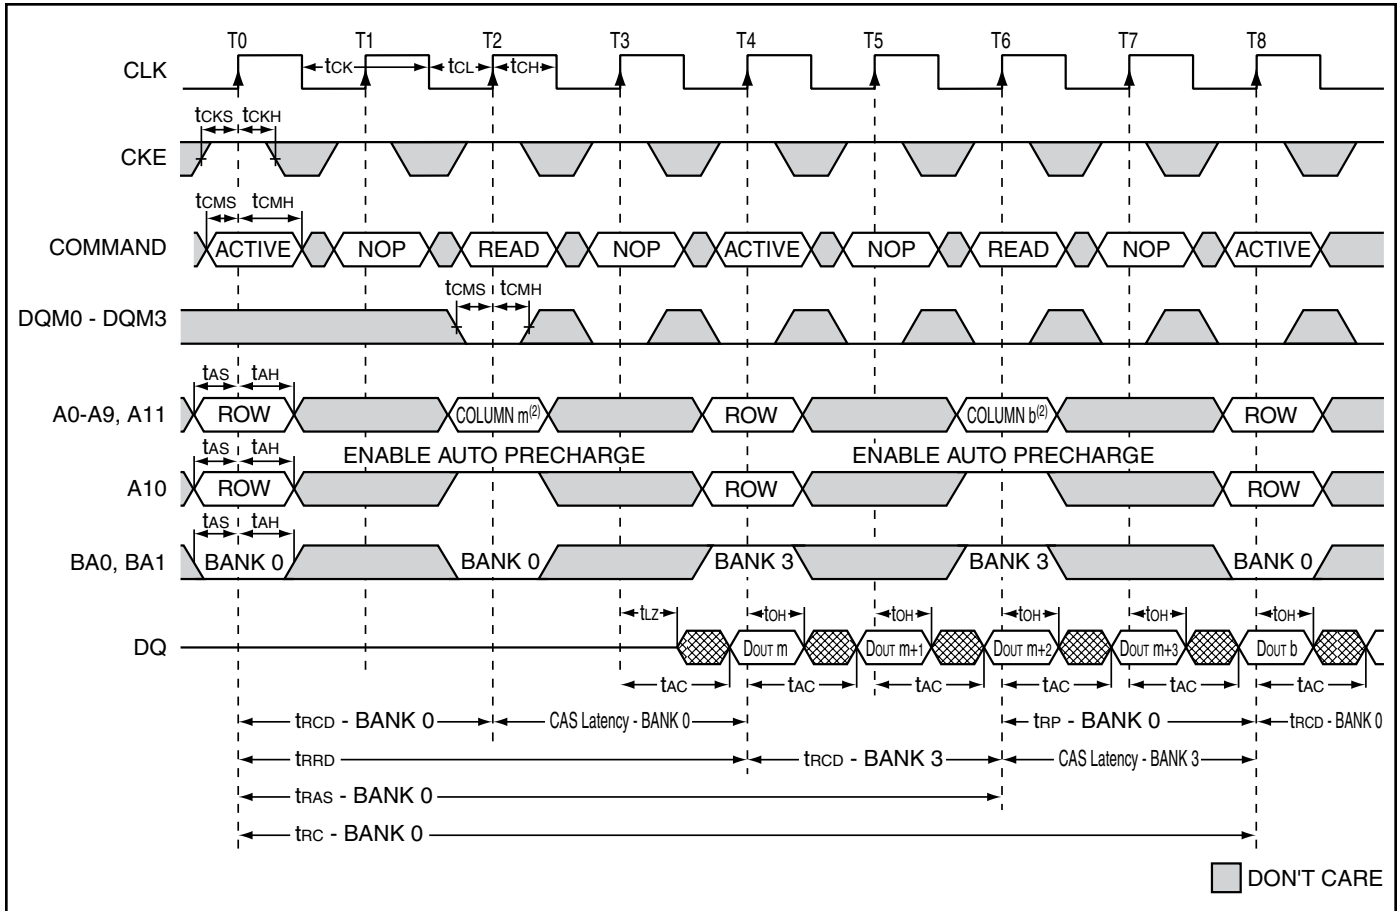 T0 T1 T2 T3 T4 T5 T6 T7 T8
CLK tCK tCL tCH
tCKS tCKH
CKE
tCMS tCMH
COMMAND ACTIVE NOP READ NOP ACTIVE NOP READ NOP ACTIVE
tCMS tCMH
DQM0 - DQM3
tAS tAH
A0-A9, A11 ROW COLUMN m(2) ROW COLUMN b(2) ROW
tAS tAH ENABLE AUTO PRECHARGE ENABLE AUTO PRECHARGE
A10 ROW ROW ROW
tAS tAH
BA0, BA1 BANK 0 BANK 0 BANK 3 BANK 3 BANK 0
tLZ tOH tOH tOH tOH tOH
DQ DOUT m DOUT m+1 DOUT m+2 DOUT m+3 DOUT b
tAC tAC tAC tAC tAC tAC
tRCD - BANK 0 CAS Latency - BANK 0 tRP - BANK 0 tRCD - BANK 0
tRRD tRCD - BANK 3 CAS Latency - BANK 3
tRAS - BANK 0
tRC - BANK 0
DON'T CARE